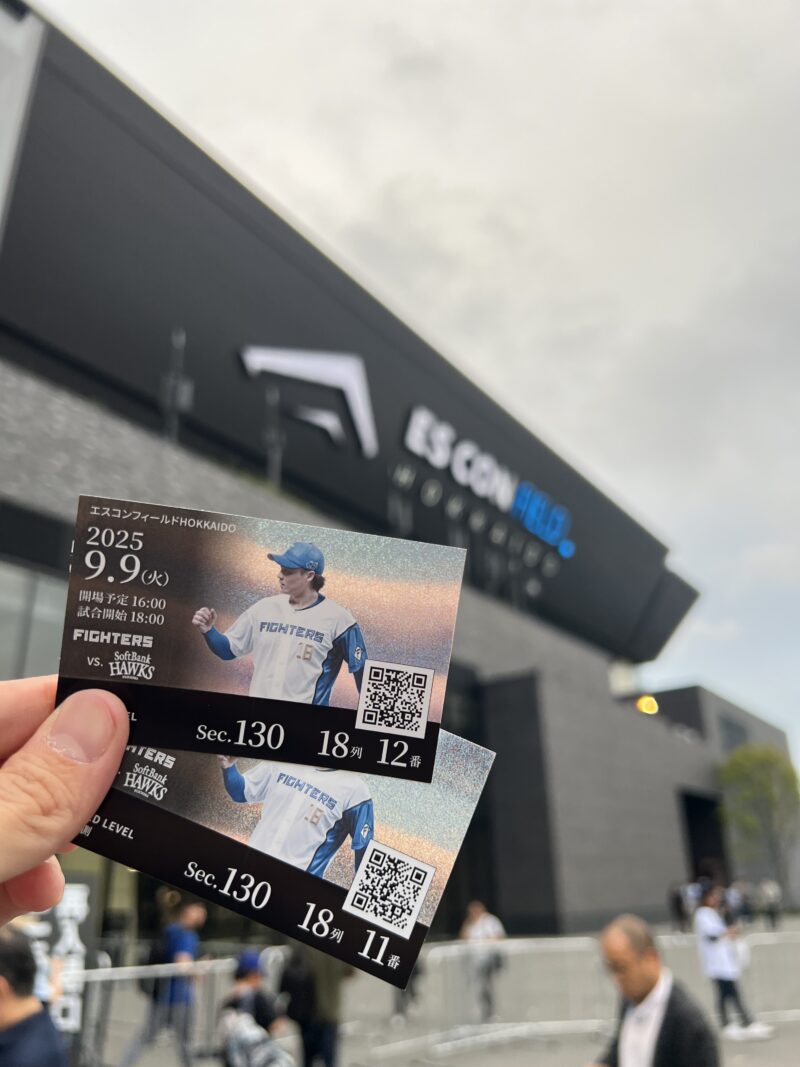 ES CON FIELD
HOKKAIDO
エスコンフィールドHOKKAIDO
2025
9.9(火)
開場予定 16:00
試合開始 18:00
FIGHTERS
vs. SoftBank
HAWKS
FIGHTERS
18
Sec.130 18列 12番
SoftBank
HAWKS
FIGHTERS
18
LEVEL
Sec.130 18列 11番